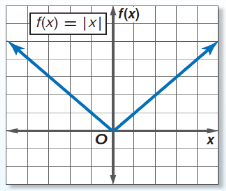 f(x) = |x|
f(x)
O
x